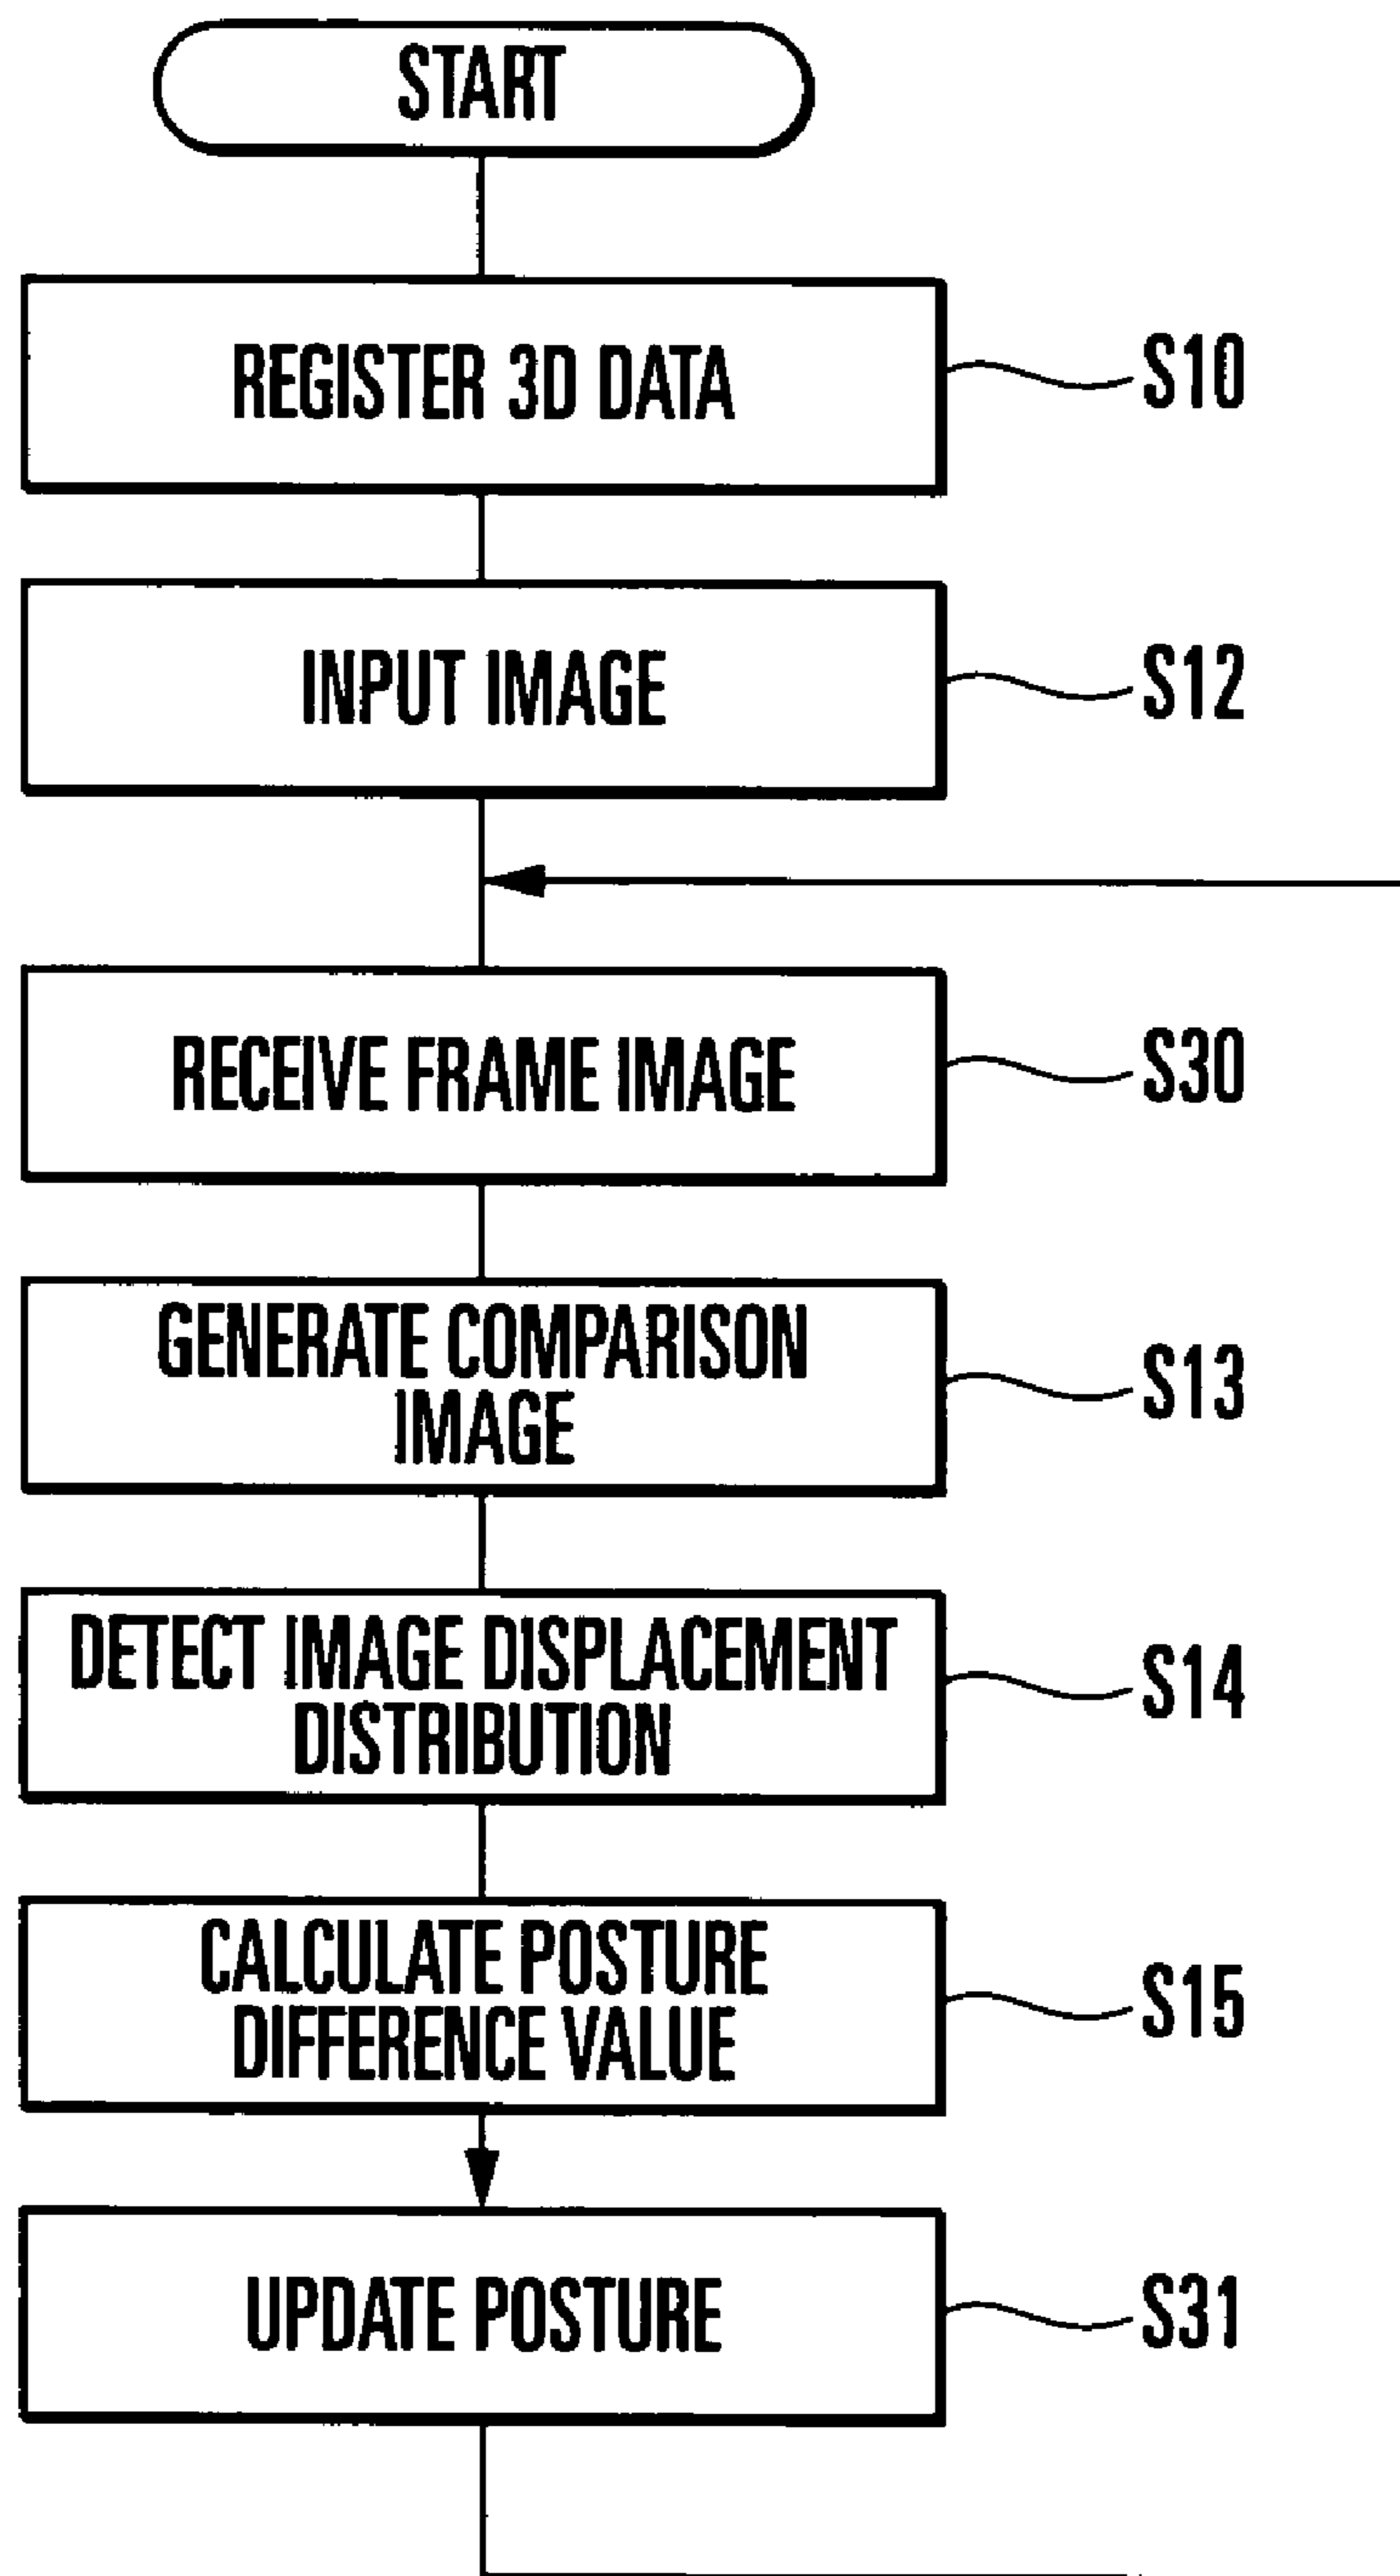 START
REGISTER 3D DATA
S10
INPUT IMAGE
S12
RECEIVE FRAME IMAGE
S30
GENERATE COMPARISON
IMAGE
S13
DETECT IMAGE DISPLACEMENT
DISTRIBUTION
S14
CALCULATE POSTURE
DIFFERENCE VALUE
S15
UPDATE POSTURE
S31